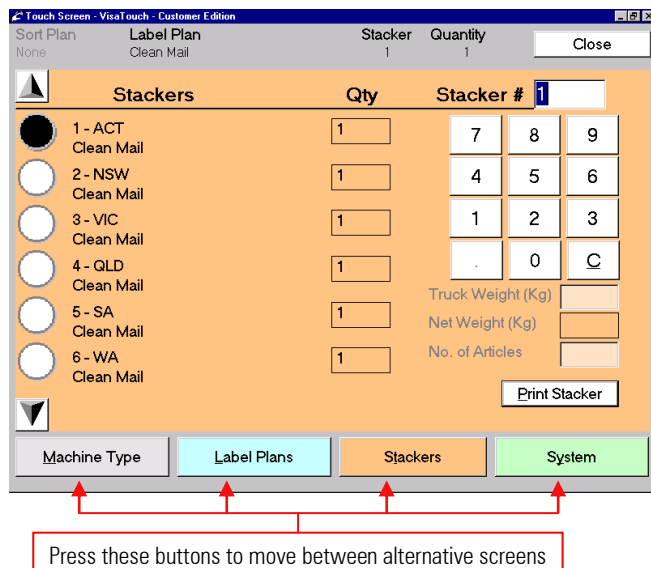 Touch Screen - VisaTouch - Customer Edition
Sort Plan Label Plan Stacker Quantity
None Clean Mail 1 1 Close
Stackers Qty Stacker # 1
1 - ACT 1
Clean Mail
2 - NSW 1
Clean Mail
3 - VIC 1
Clean Mail
4 - QLD 1
Clean Mail
5 - SA 1
Clean Mail
6 - WA 1
Clean Mail
7 8 9
4 5 6
1 2 3
. 0 C
Truck Weight (Kg)
Net Weight (Kg)
No. of Articles
Print Stacker
Machine Type Label Plans Stackers System
Press these buttons to move between alternative screens